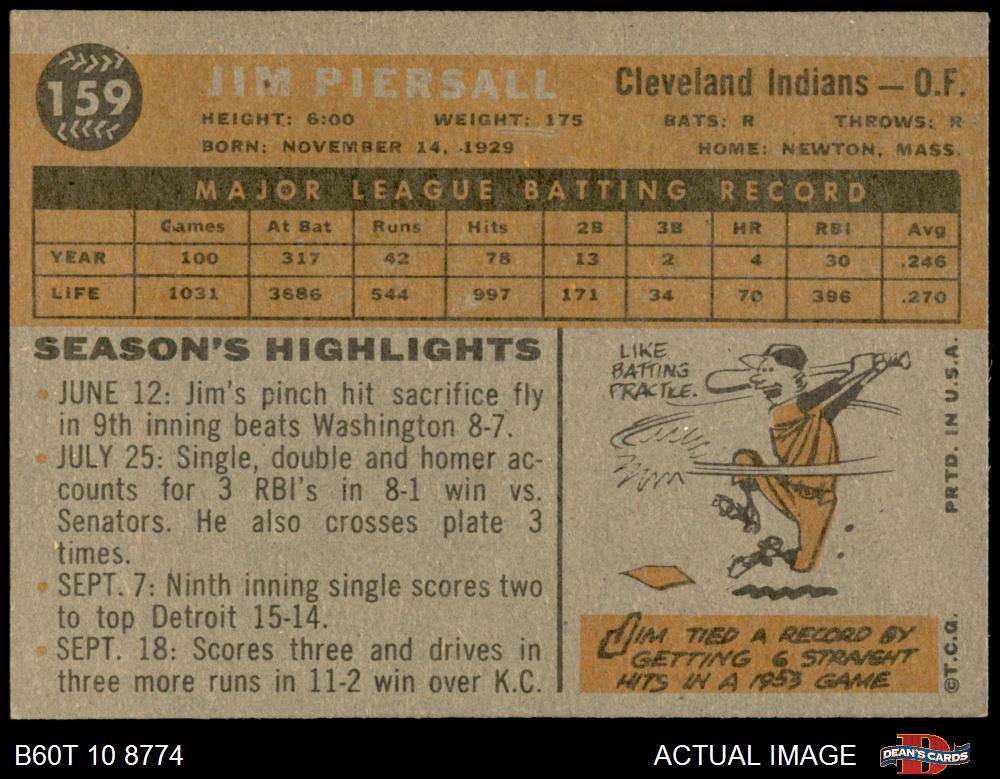 159
JIM PIERSALL
Cleveland Indians — O.F.
HEIGHT: 6:00 WEIGHT: 175 BATS: R THROWS: R
BORN: NOVEMBER 14, 1929 HOME: NEWTON, MASS.
MAJOR LEAGUE BATTING RECORD
Games At Bat Runs Hits 2B 3B HR RBI Avg
YEAR 100 317 42 78 13 2 4 30 .246
LIFE 1031 3686 544 997 171 34 70 396 .270
SEASON'S HIGHLIGHTS
• JUNE 12: Jim's pinch hit sacrifice fly
in 9th inning beats Washington 8-7.
• JULY 25: Single, double and homer ac-
counts for 3 RBI's in 8-1 win vs.
Senators. He also crosses plate 3
times.
• SEPT. 7: Ninth inning single scores two
to top Detroit 15-14.
• SEPT. 18: Scores three and drives in
three more runs in 11-2 win over K.C.
LIKE
BATTING
PRACTICE.
JIM TIED A RECORD BY
GETTING 6 STRAIGHT
HITS IN A 1953 GAME
©T.C.G. PRTD. IN U.S.A.
B60T 10 8774
ACTUAL IMAGE
DEAN'S CARDS